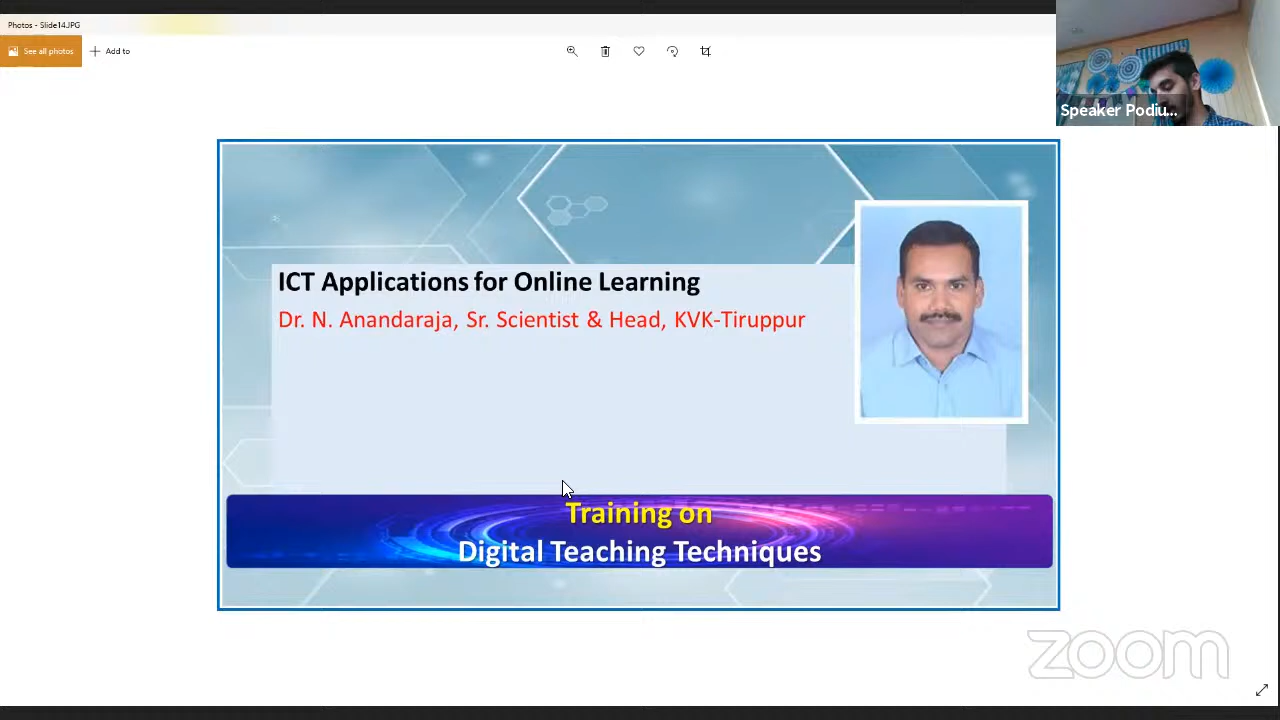 Photos - Slide14.JPG
See all photos
Add to
Speaker Podiu...
ICT Applications for Online Learning
Dr. N. Anandaraja, Sr. Scientist & Head, KVK-Tiruppur
Training on
Digital Teaching Techniques
zoom